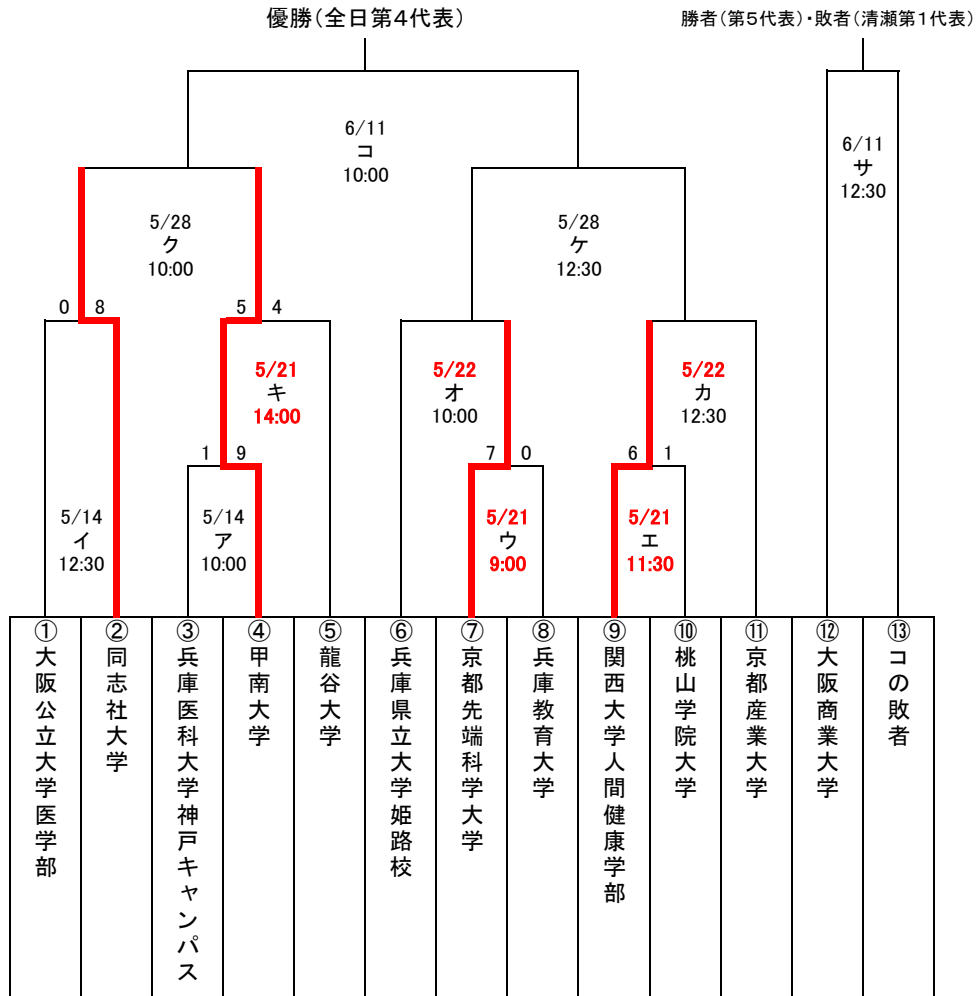 優勝(全日第4代表)
勝者(第5代表)・敗者(清瀬第1代表)
6/11
コ
10:00
6/11
サ
12:30
5/28
ク
10:00
5/28
ケ
12:30
0 8
5 4
5/21
キ
14:00
5/22
オ
10:00
5/22
カ
12:30
1 9
7 0
6 1
5/14
イ
12:30
5/14
ア
10:00
5/21
ウ
9:00
5/21
エ
11:30
①大阪公立大学医学部
②同志社大学
③兵庫医科大学神戸キャンパス
④甲南大学
⑤龍谷大学
⑥兵庫県立大学姫路校
⑦京都先端科学大学
⑧兵庫教育大学
⑨関西大学人間健康学部
⑩桃山学院大学
⑪京都産業大学
⑫大阪商業大学
⑬コの敗者